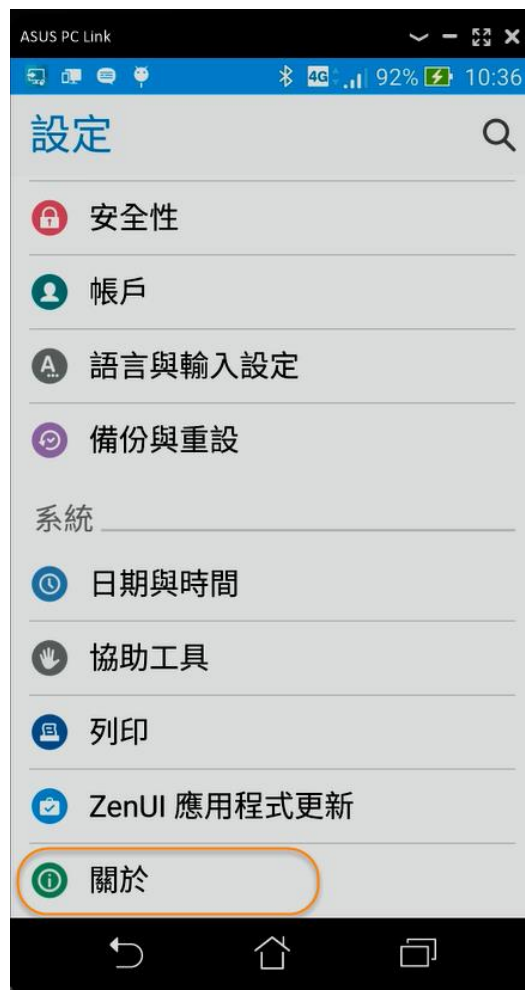 ASUS PC Link
4G 92% 10:36
設定
安全性
帳戶
A
語言與輸入設定
備份與重設
系統
日期與時間
協助工具
列印
ZenUI 應用程式更新
關於